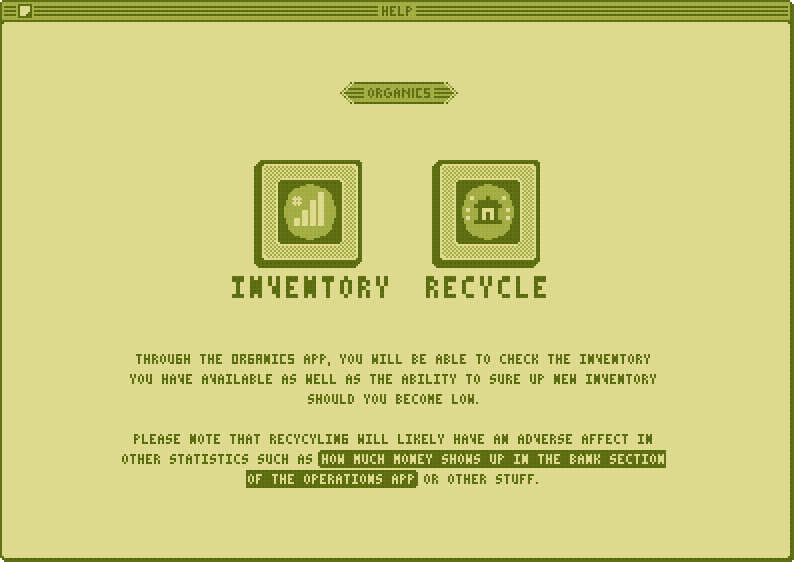 HELP
ORGANICS
#
INVENTORY RECYCLE
THROUGH THE ORGANICS APP, YOU WILL BE ABLE TO CHECK THE INVENTORY
YOU HAVE AVAILABLE AS WELL AS THE ABILITY TO SURE UP NEW INVENTORY
SHOULD YOU BECOME LOW.
PLEASE NOTE THAT RECYCYLING WILL LIKELY HAVE AN ADVERSE AFFECT IN
OTHER STATISTICS SUCH AS HOW MUCH MONEY SHOWS UP IN THE BANK SECTION
OF THE OPERATIONS APP OR OTHER STUFF.